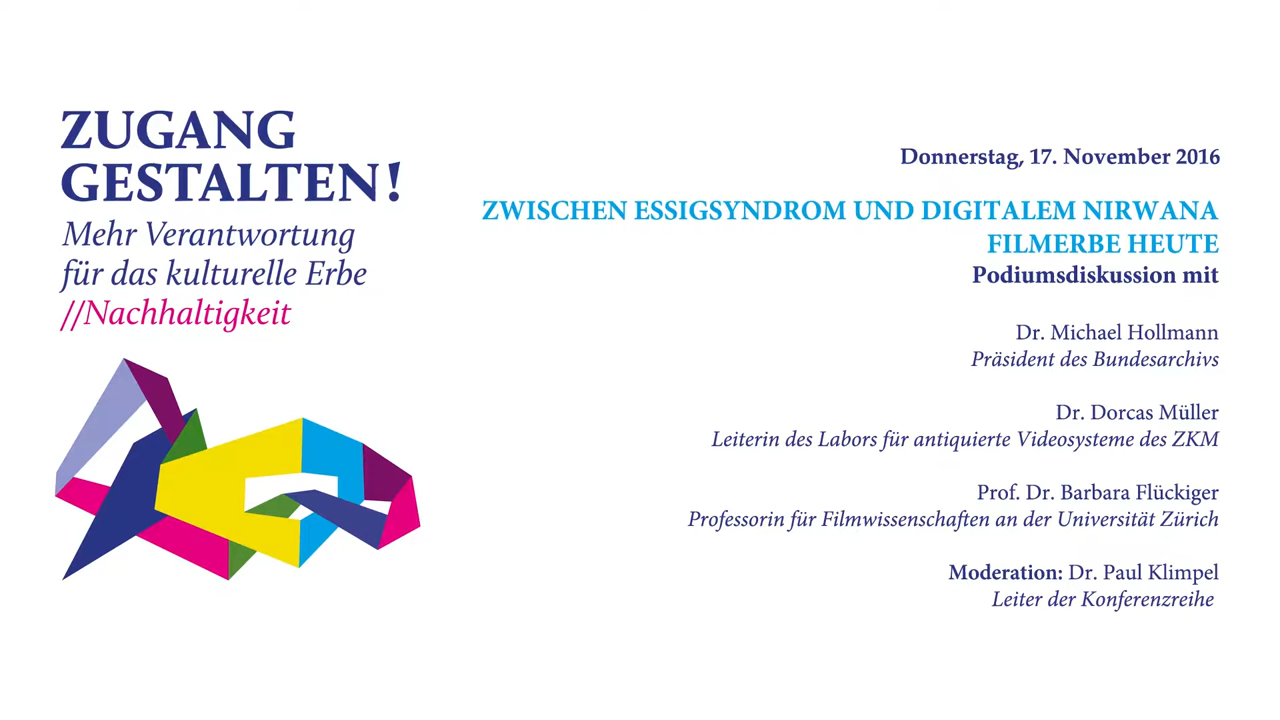 ZUGANG
GESTALTEN!
Mehr Verantwortung
für das kulturelle Erbe
//Nachhaltigkeit
Donnerstag, 17. November 2016
ZWISCHEN ESSIGSYNDROM UND DIGITALEM NIRWANA
FILMERBE HEUTE
Podiumsdiskussion mit
Dr. Michael Hollmann
Präsident des Bundesarchivs
Dr. Dorcas Müller
Leiterin des Labors für antiquierte Videosysteme des ZKM
Prof. Dr. Barbara Flückiger
Professorin für Filmwissenschaften an der Universität Zürich
Moderation: Dr. Paul Klimpel
Leiter der Konferenzreihe